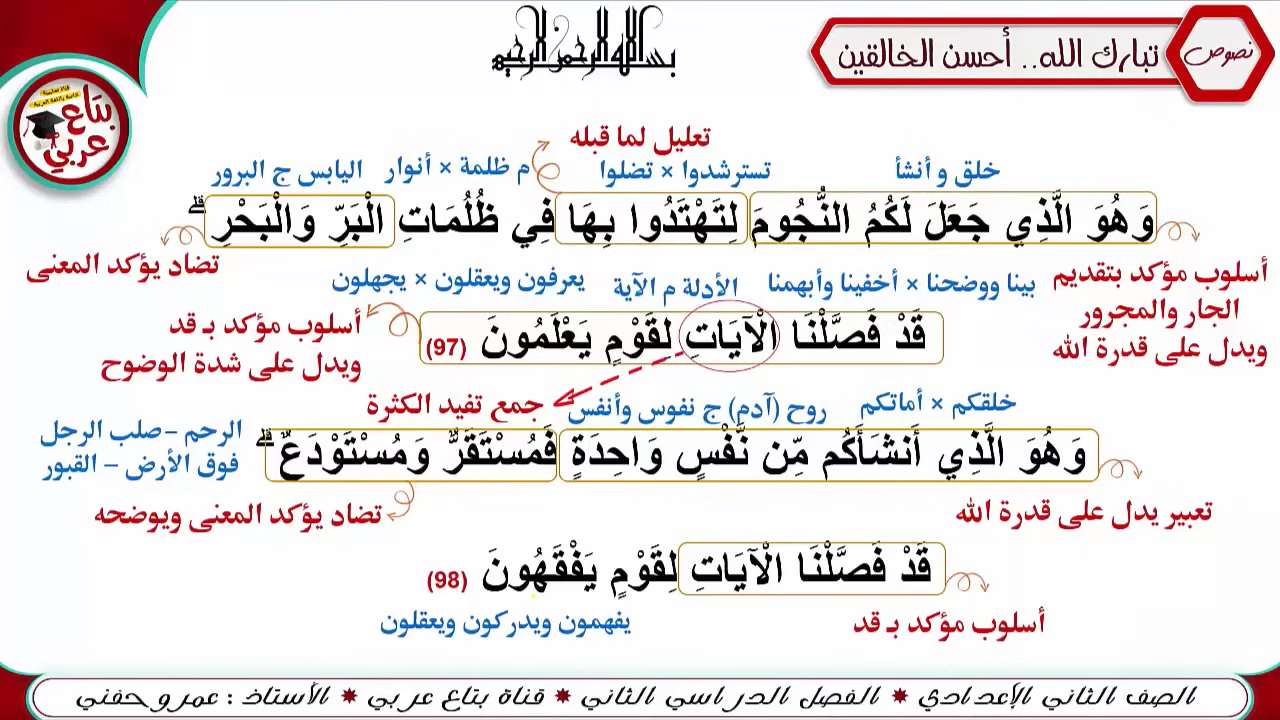 بسم الله الرحمن الرحيم
نصوص
تبارك الله.. أحسن الخالقين
قناة تعليمية
خاصة باللغة العربية
بتاع عربي
تعليل لما قبله
خلق و أنشأ
تسترشدوا × تضلوا
م ظلمة × أنوار
اليابس ج البرور
وَهُوَ الَّذِي جَعَلَ لَكُمُ النُّجُومَ لِتَهْتَدُوا بِهَا فِي ظُلُمَاتِ الْبَرِّ وَالْبَحْرِ ۗ
أسلوب مؤكد بتقديم
الجار والمجرور
ويدل على قدرة الله
تضاد يؤكد المعنى
بينا ووضحنا × أخفينا وأبهمنا
الأدلة م الآية
يعرفون ويعقلون × يجهلون
قَدْ فَصَّلْنَا الْآيَاتِ لِقَوْمٍ يَعْلَمُونَ (97)
أسلوب مؤكد بـ قد
ويدل على شدة الوضوح
جمع تفيد الكثرة
خلقكم × أماتكم
روح (آدم) ج نفوس وأنفس
وَهُوَ الَّذِي أَنشَأَكُم مِّن نَّفْسٍ وَاحِدَةٍ فَمُسْتَقَرٌّ وَمُسْتَوْدَعٌ ۗ
الرحم – صلب الرجل
فوق الأرض – القبور
تعبير يدل على قدرة الله
تضاد يؤكد المعنى ويوضحه
قَدْ فَصَّلْنَا الْآيَاتِ لِقَوْمٍ يَفْقَهُونَ (98)
أسلوب مؤكد بـ قد
يفهمون ويدركون ويعقلون
الصف الثاني الإعدادي * الفصل الدراسي الثاني * قناة بتاع عربي * الأستاذ : عمرو حفني